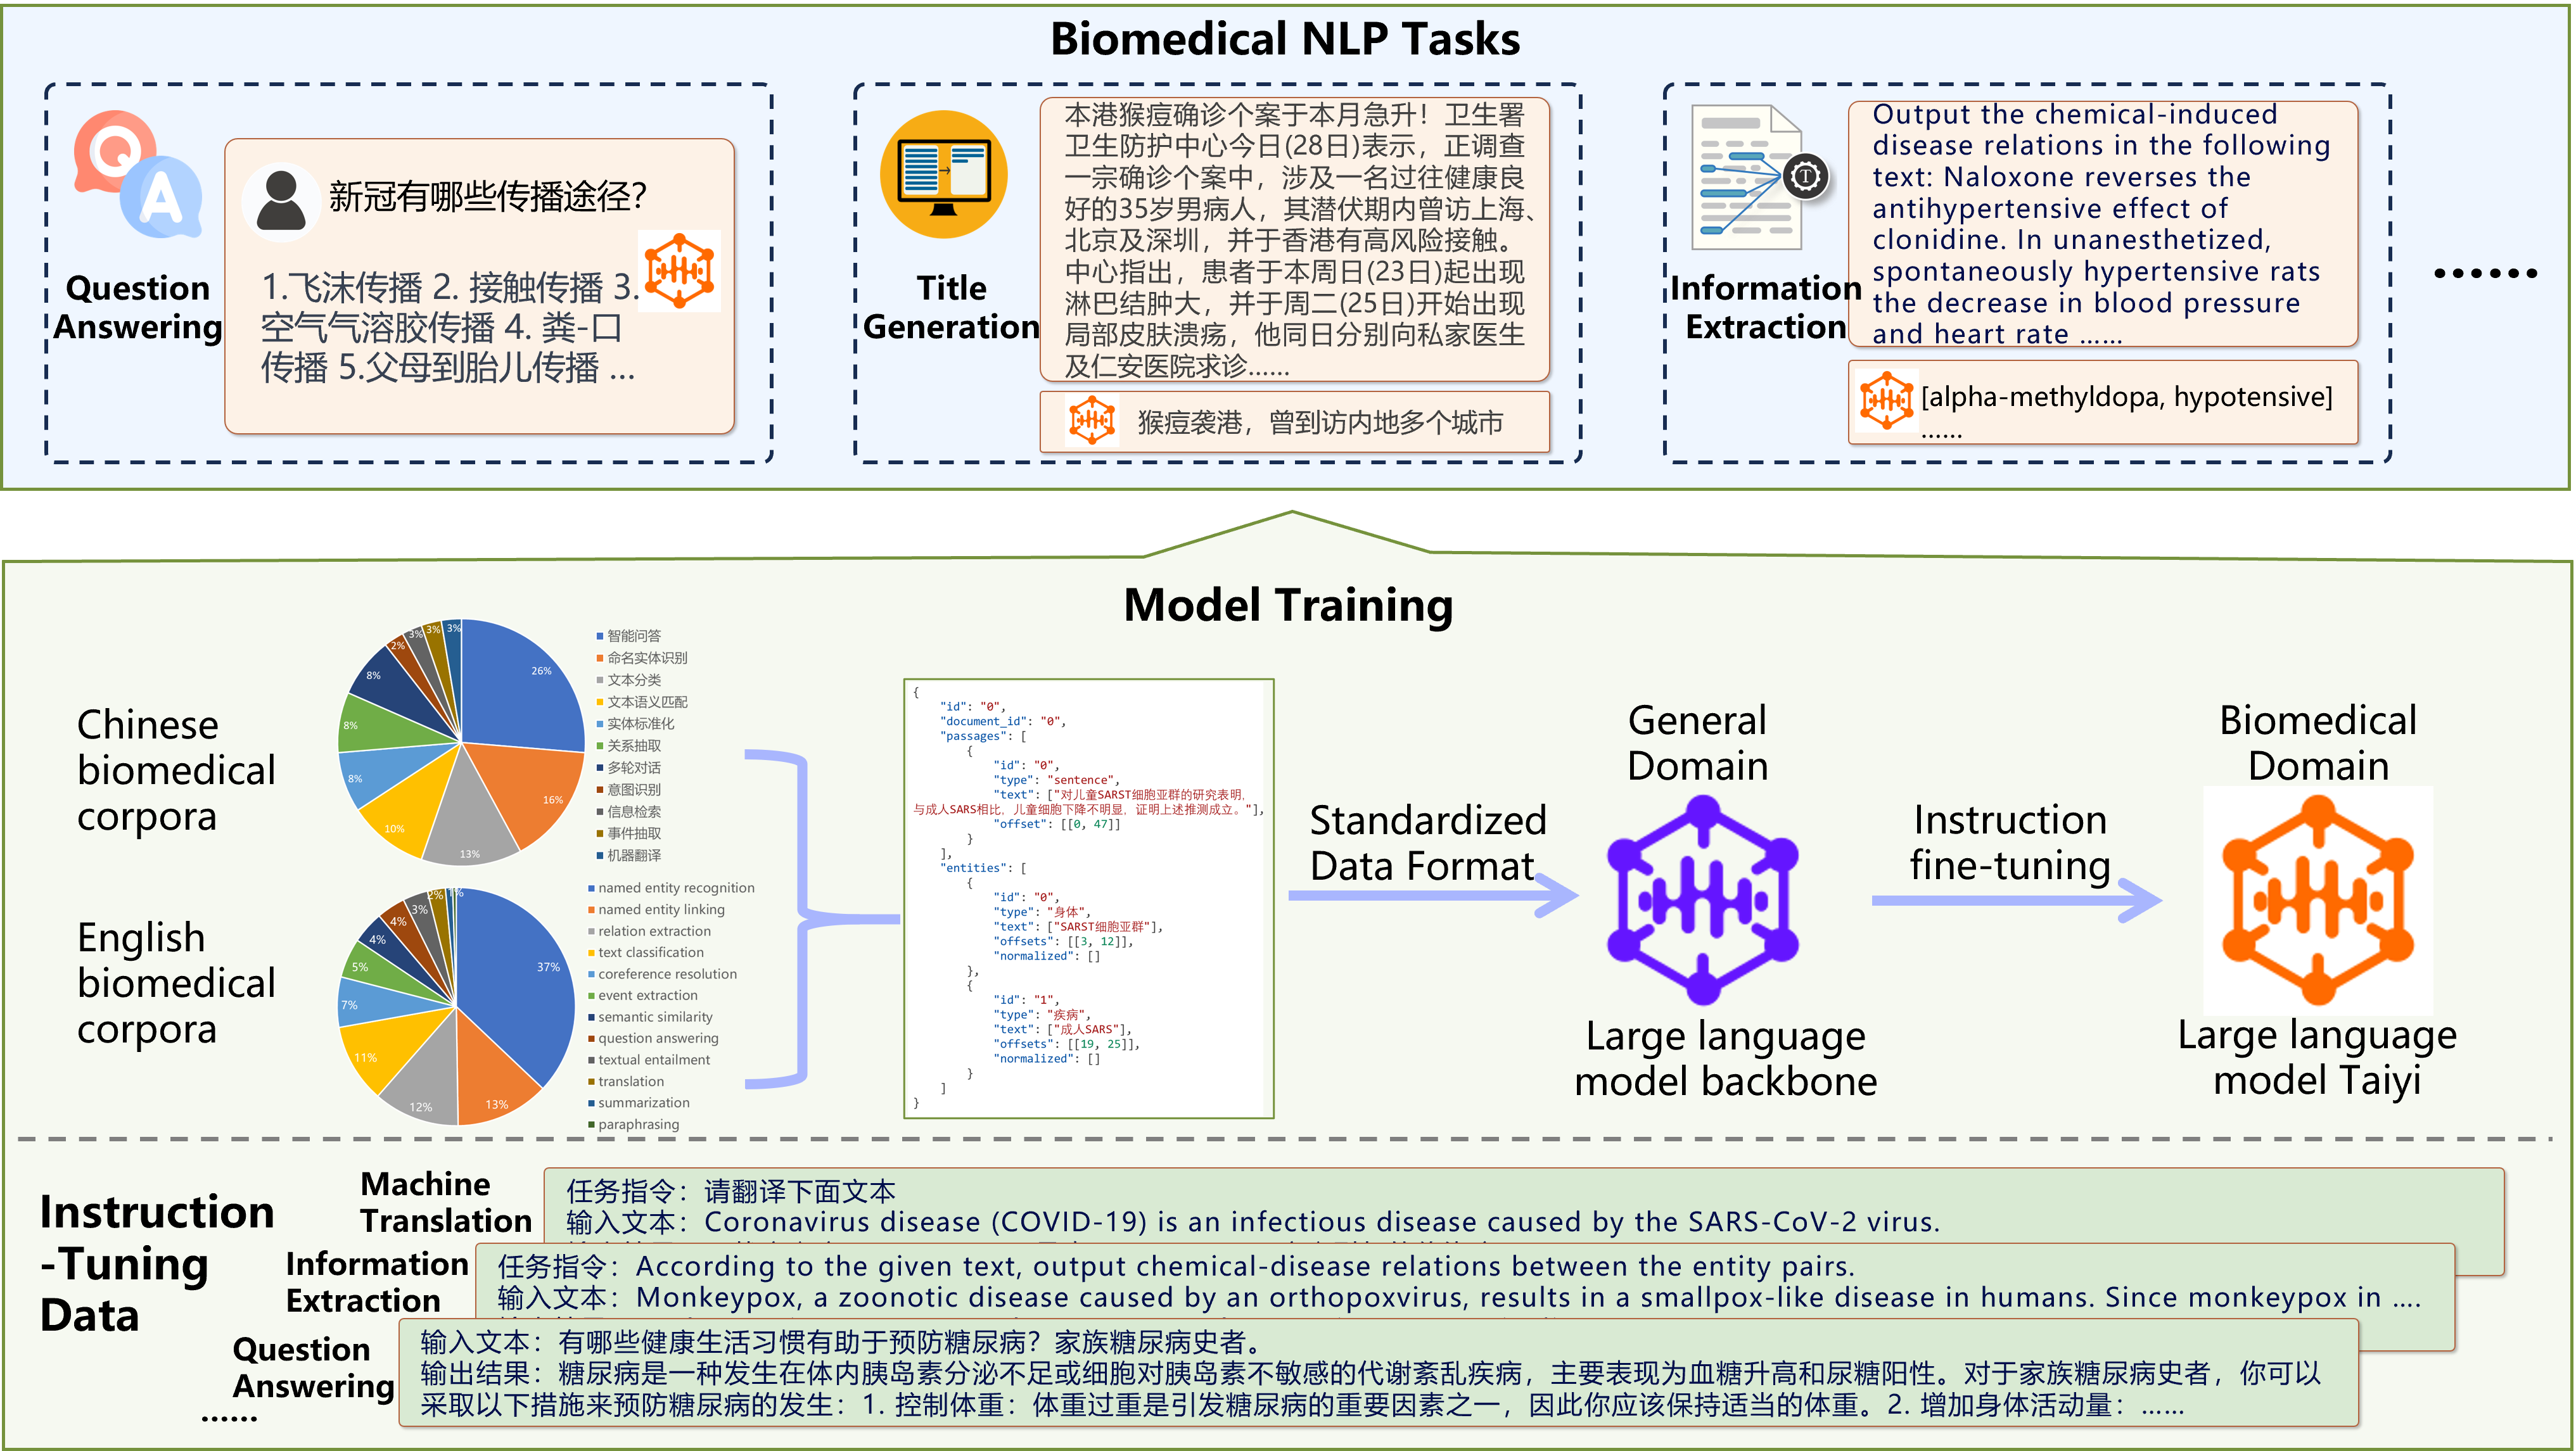 Biomedical NLP Tasks
Question
Answering
新冠有哪些传播途径？
1.飞沫传播 2. 接触传播 3.
空气气溶胶传播 4. 粪-口
传播 5.父母到胎儿传播 ...
Title
Generation
本港猴痘确诊个案于本月急升！卫生署
卫生防护中心今日(28日)表示，正调查
一宗确诊个案中，涉及一名过往健康良
好的35岁男病人，其潜伏期内曾访上海、
北京及深圳，并于香港有高风险接触。
中心指出，患者于本周日(23日)起出现
淋巴结肿大，并于周二(25日)开始出现
局部皮肤溃疡，他同日分别向私家医生
及仁安医院求诊......
猴痘袭港，曾到访内地多个城市
Information
Extraction
Output the chemical-induced
disease relations in the following
text: Naloxone reverses the
antihypertensive effect of
clonidine. In unanesthetized,
spontaneously hypertensive rats
the decrease in blood pressure
and heart rate ......
[alpha-methyldopa, hypotensive]
......
......
Model Training
Chinese
biomedical
corpora
26%
16%
13%
10%
8%
8%
8%
2%
3%
3%
3%
智能问答
命名实体识别
文本分类
文本语义匹配
实体标准化
关系抽取
多轮对话
意图识别
信息检索
事件抽取
机器翻译
English
biomedical
corpora
37%
13%
12%
11%
7%
5%
4%
4%
3%
2%
named entity recognition
named entity linking
relation extraction
text classification
coreference resolution
event extraction
semantic similarity
question answering
textual entailment
translation
summarization
paraphrasing
{
"id": "0",
"document_id": "0",
"passages": [
{
"id": "0",
"type": "sentence",
"text": ["对儿童SARST细胞亚群的研究表明，
与成人SARS相比，儿童细胞下降不明显，证明上述推测成立。"],
"offset": [[0, 47]]
}
],
"entities": [
{
"id": "0",
"type": "身体",
"text": ["SARST细胞亚群"],
"offsets": [[3, 12]],
"normalized": []
},
{
"id": "1",
"type": "疾病",
"text": ["成人SARS"],
"offsets": [[19, 25]],
"normalized": []
}
]
}
Standardized
Data Format
General
Domain
Large language
model backbone
Instruction
fine-tuning
Biomedical
Domain
Large language
model Taiyi
Instruction
-Tuning
Data
Machine
Translation
任务指令：请翻译下面文本
输入文本：Coronavirus disease (COVID-19) is an infectious disease caused by the SARS-CoV-2 virus.
Information
Extraction
任务指令：According to the given text, output chemical-disease relations between the entity pairs.
输入文本：Monkeypox, a zoonotic disease caused by an orthopoxvirus, results in a smallpox-like disease in humans. Since monkeypox in ....
Question
Answering
......
输入文本：有哪些健康生活习惯有助于预防糖尿病？家族糖尿病史者。
输出结果：糖尿病是一种发生在体内胰岛素分泌不足或细胞对胰岛素不敏感的代谢紊乱疾病，主要表现为血糖升高和尿糖阳性。对于家族糖尿病史者，你可以
采取以下措施来预防糖尿病的发生：1. 控制体重：体重过重是引发糖尿病的重要因素之一，因此你应该保持适当的体重。2. 增加身体活动量：......